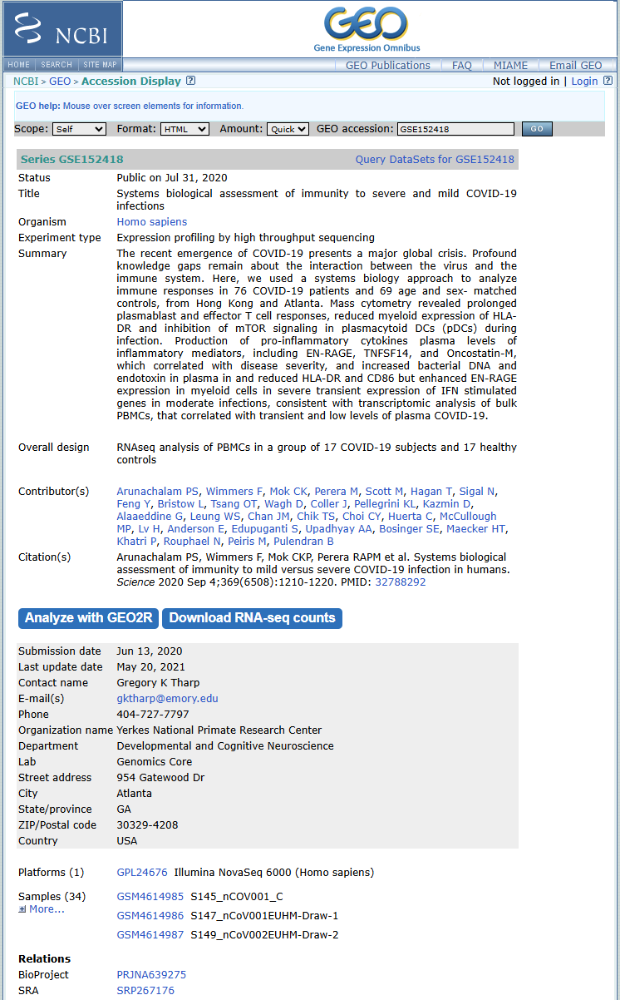 NCBI
GEO
Gene Expression Omnibus
HOME | SEARCH | SITE MAP | GEO Publications | FAQ | MIAME | Email GEO
NCBI > GEO > Accession Display ? Not logged in | Login ?
GEO help: Mouse over screen elements for information.
Scope: Self Format: HTML Amount: Quick GEO accession: GSE152418 GO
Series GSE152418 Query DataSets for GSE152418
Status Public on Jul 31, 2020
Title Systems biological assessment of immunity to severe and mild COVID-19
infections
Organism Homo sapiens
Experiment type Expression profiling by high throughput sequencing
Summary The recent emergence of COVID-19 presents a major global crisis. Profound
knowledge gaps remain about the interaction between the virus and the
immune system. Here, we used a systems biology approach to analyze
immune responses in 76 COVID-19 patients and 69 age and sex- matched
controls, from Hong Kong and Atlanta. Mass cytometry revealed prolonged
plasmablast and effector T cell responses, reduced myeloid expression of HLA-
DR and inhibition of mTOR signaling in plasmacytoid DCs (pDCs) during
infection. Production of pro-inflammatory cytokines plasma levels of
inflammatory mediators, including EN-RAGE, TNFSF14, and Oncostatin-M,
which correlated with disease severity, and increased bacterial DNA and
endotoxin in plasma in and reduced HLA-DR and CD86 but enhanced EN-RAGE
expression in myeloid cells in severe transient expression of IFN stimulated
genes in moderate infections, consistent with transcriptomic analysis of bulk
PBMCs, that correlated with transient and low levels of plasma COVID-19.
Overall design RNAseq analysis of PBMCs in a group of 17 COVID-19 subjects and 17 healthy
controls
Contributor(s) Arunachalam PS, Wimmers F, Mok CK, Perera M, Scott M, Hagan T, Sigal N,
Feng Y, Bristow L, Tsang OT, Wagh D, Coller J, Pellegrini KL, Kazmin D,
Alaaeddine G, Leung WS, Chan JM, Chik TS, Choi CY, Huerta C, McCullough
MP, Lv H, Anderson E, Edupuganti S, Upadhyay AA, Bosinger SE, Maecker HT,
Khatri P, Rouphael N, Peiris M, Pulendran B
Citation(s) Arunachalam PS, Wimmers F, Mok CKP, Perera RAPM et al. Systems biological
assessment of immunity to mild versus severe COVID-19 infection in humans.
Science 2020 Sep 4;369(6508):1210-1220. PMID: 32788292
Analyze with GEO2R Download RNA-seq counts
Submission date Jun 13, 2020
Last update date May 20, 2021
Contact name Gregory K Tharp
E-mail(s) gktharp@emory.edu
Phone 404-727-7797
Organization name Yerkes National Primate Research Center
Department Developmental and Cognitive Neuroscience
Lab Genomics Core
Street address 954 Gatewood Dr
City Atlanta
State/province GA
ZIP/Postal code 30329-4208
Country USA
Platforms (1) GPL24676 Illumina NovaSeq 6000 (Homo sapiens)
Samples (34) GSM4614985 S145_nCOV001_C
More... GSM4614986 S147_nCoV001EUHM-Draw-1
GSM4614987 S149_nCoV002EUHM-Draw-2
Relations
BioProject PRJNA639275
SRA SRP267176